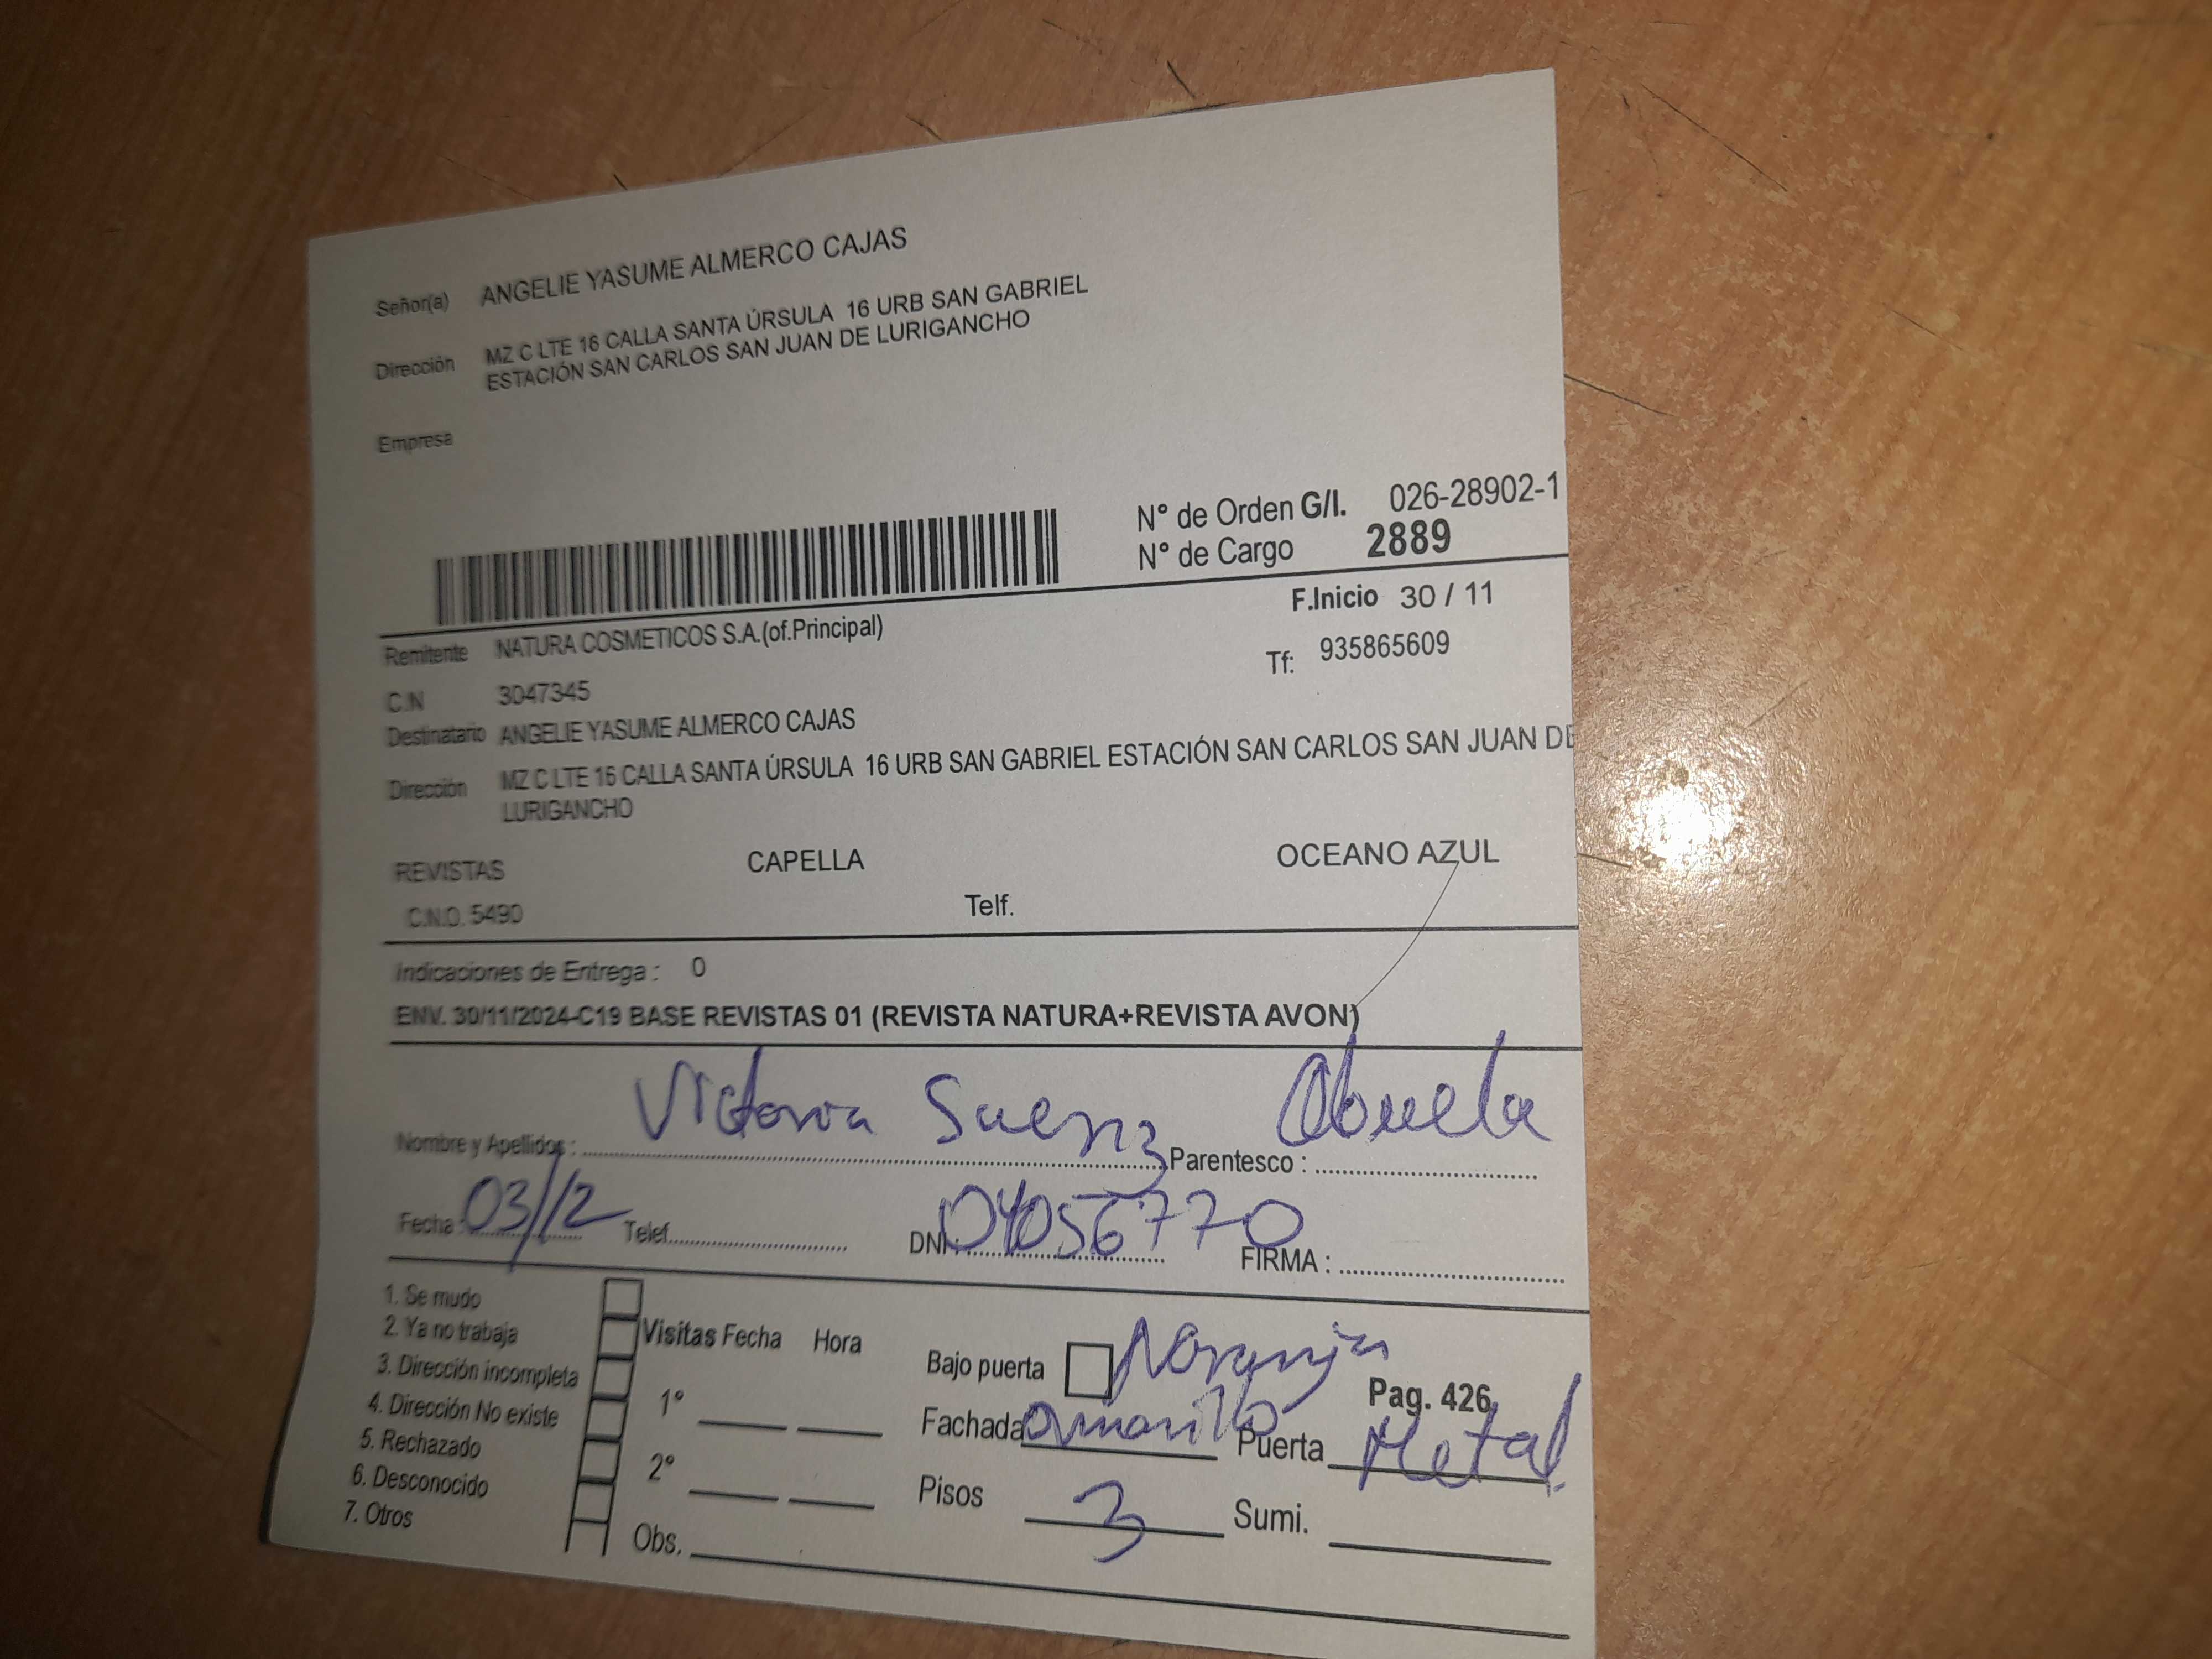 Señor(a) ANGELIE YASUME ALMERCO CAJAS
Dirección MZ C LTE 16 CALLA SANTA ÚRSULA 16 URB SAN GABRIEL
ESTACIÓN SAN CARLOS SAN JUAN DE LURIGANCHO
Empresa
N° de Orden G/I. 026-28902-1
N° de Cargo 2889
F.Inicio 30 / 11
Remitente NATURA COSMETICOS S.A.(of.Principal)
Tf: 935865609
C.N 3047345
Destinatario ANGELIE YASUME ALMERCO CAJAS
Dirección MZ C LTE 16 CALLA SANTA ÚRSULA 16 URB SAN GABRIEL ESTACIÓN SAN CARLOS SAN JUAN DE
LURIGANCHO
REVISTAS CAPELLA OCEANO AZUL
C.N.O. 5490 Telf.
Indicaciones de Entrega : 0
ENV. 30/11/2024-C19 BASE REVISTAS 01 (REVISTA NATURA+REVISTA AVON)
Nombre y Apellidos : Victoria Saenz Parentesco : Abuela
Fecha : 03/12 Telef. DNI : 04056770 FIRMA :
1. Se mudo
2. Ya no trabaja
3. Dirección incompleta
4. Dirección No existe
5. Rechazado
6. Desconocido
7. Otros
Visitas Fecha Hora
1°
2°
Obs.
Bajo puerta Naranja
Pag. 426
Fachada amarillo Puerta Metal
Pisos 3 Sumi.